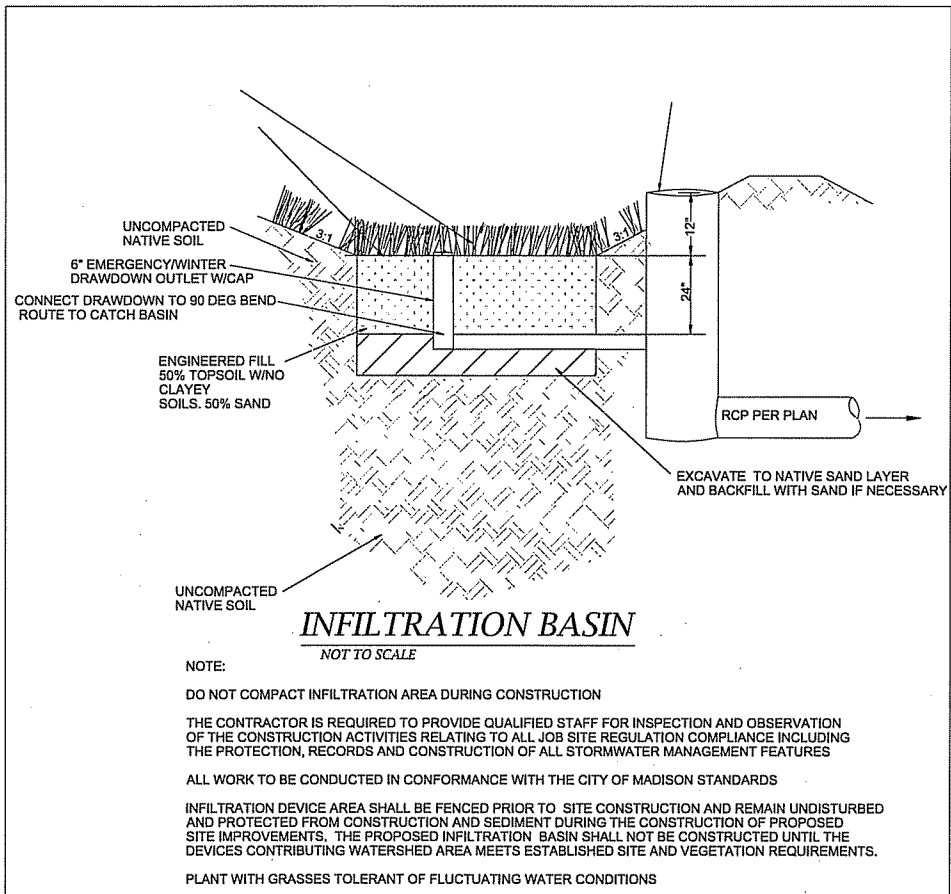 3:1
3:1
12"
UNCOMPACTED
NATIVE SOIL
6" EMERGENCY/WINTER
DRAWDOWN OUTLET W/CAP
24"
CONNECT DRAWDOWN TO 90 DEG BEND
ROUTE TO CATCH BASIN
ENGINEERED FILL
50% TOPSOIL W/NO
CLAYEY
SOILS. 50% SAND
RCP PER PLAN
EXCAVATE TO NATIVE SAND LAYER
AND BACKFILL WITH SAND IF NECESSARY
UNCOMPACTED
NATIVE SOIL
INFILTRATION BASIN
NOT TO SCALE
NOTE:
DO NOT COMPACT INFILTRATION AREA DURING CONSTRUCTION
THE CONTRACTOR IS REQUIRED TO PROVIDE QUALIFIED STAFF FOR INSPECTION AND OBSERVATION
OF THE CONSTRUCTION ACTIVITIES RELATING TO ALL JOB SITE REGULATION COMPLIANCE INCLUDING
THE PROTECTION, RECORDS AND CONSTRUCTION OF ALL STORMWATER MANAGEMENT FEATURES
ALL WORK TO BE CONDUCTED IN CONFORMANCE WITH THE CITY OF MADISON STANDARDS
INFILTRATION DEVICE AREA SHALL BE FENCED PRIOR TO SITE CONSTRUCTION AND REMAIN UNDISTURBED
AND PROTECTED FROM CONSTRUCTION AND SEDIMENT DURING THE CONSTRUCTION OF PROPOSED
SITE IMPROVEMENTS. THE PROPOSED INFILTRATION BASIN SHALL NOT BE CONSTRUCTED UNTIL THE
DEVICES CONTRIBUTING WATERSHED AREA MEETS ESTABLISHED SITE AND VEGETATION REQUIREMENTS.
PLANT WITH GRASSES TOLERANT OF FLUCTUATING WATER CONDITIONS